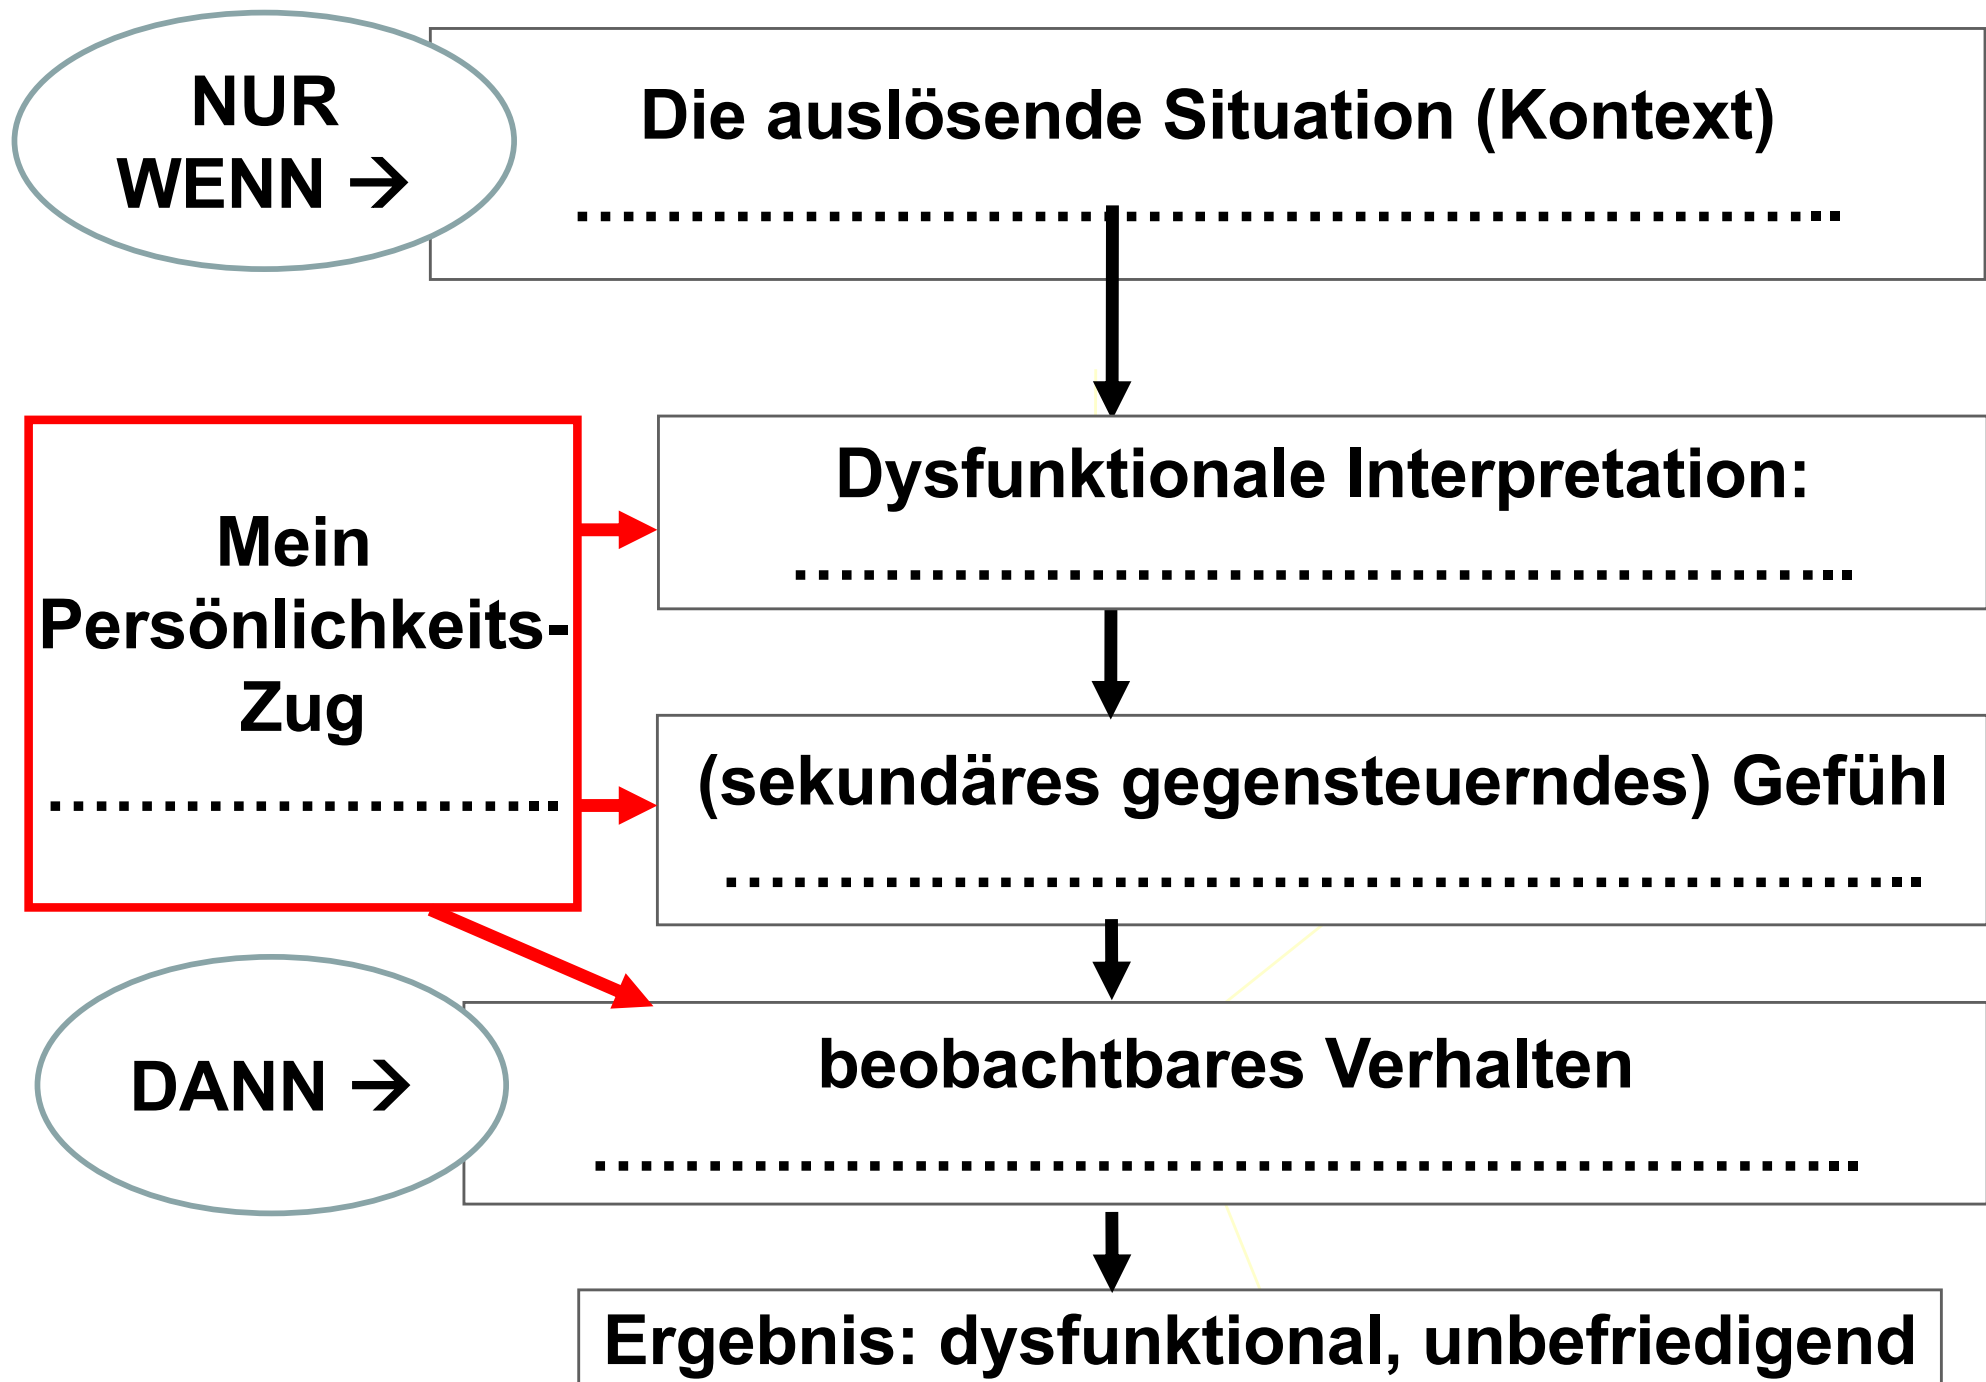 NUR
WENN →
Die auslösende Situation (Kontext)
.......................................................
Mein
Persönlichkeits-
Zug
.......................
Dysfunktionale Interpretation:
..............................................
(sekundäres gegensteuerndes) Gefühl
....................................................
DANN →
beobachtbares Verhalten
.......................................................
Ergebnis: dysfunktional, unbefriedigend